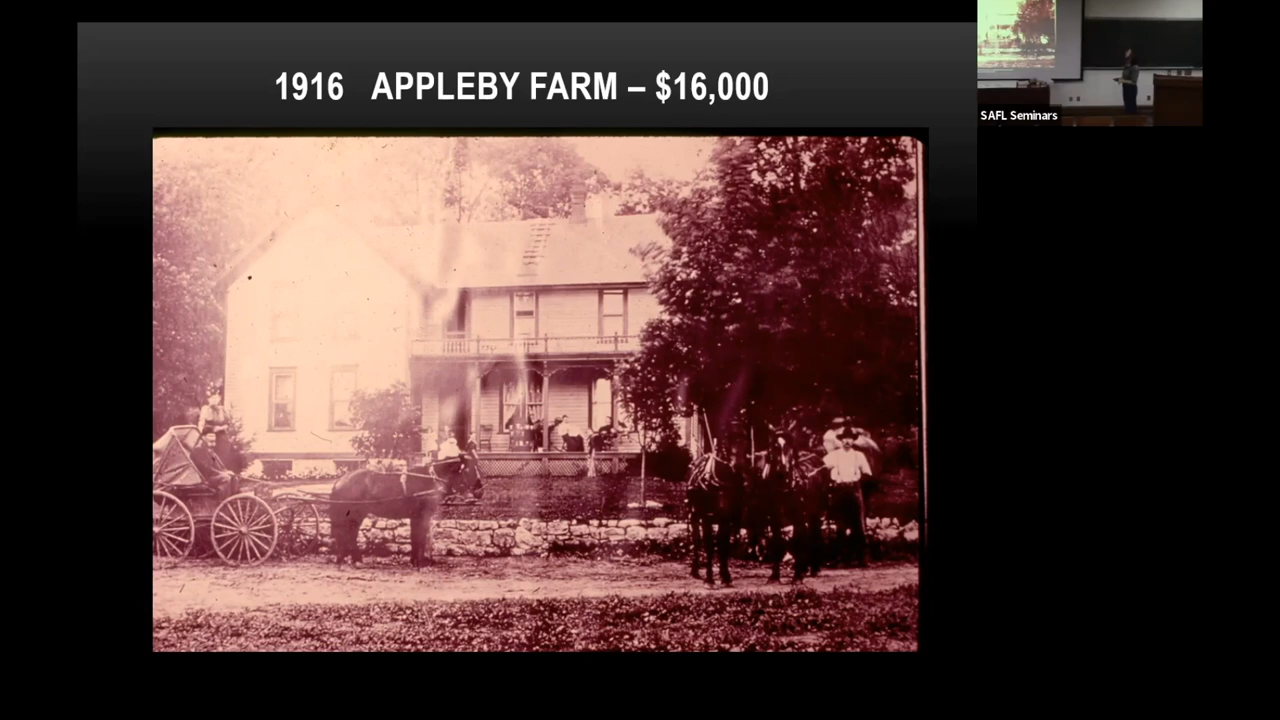 1916 APPLEBY FARM – $16,000
SAFL Seminars